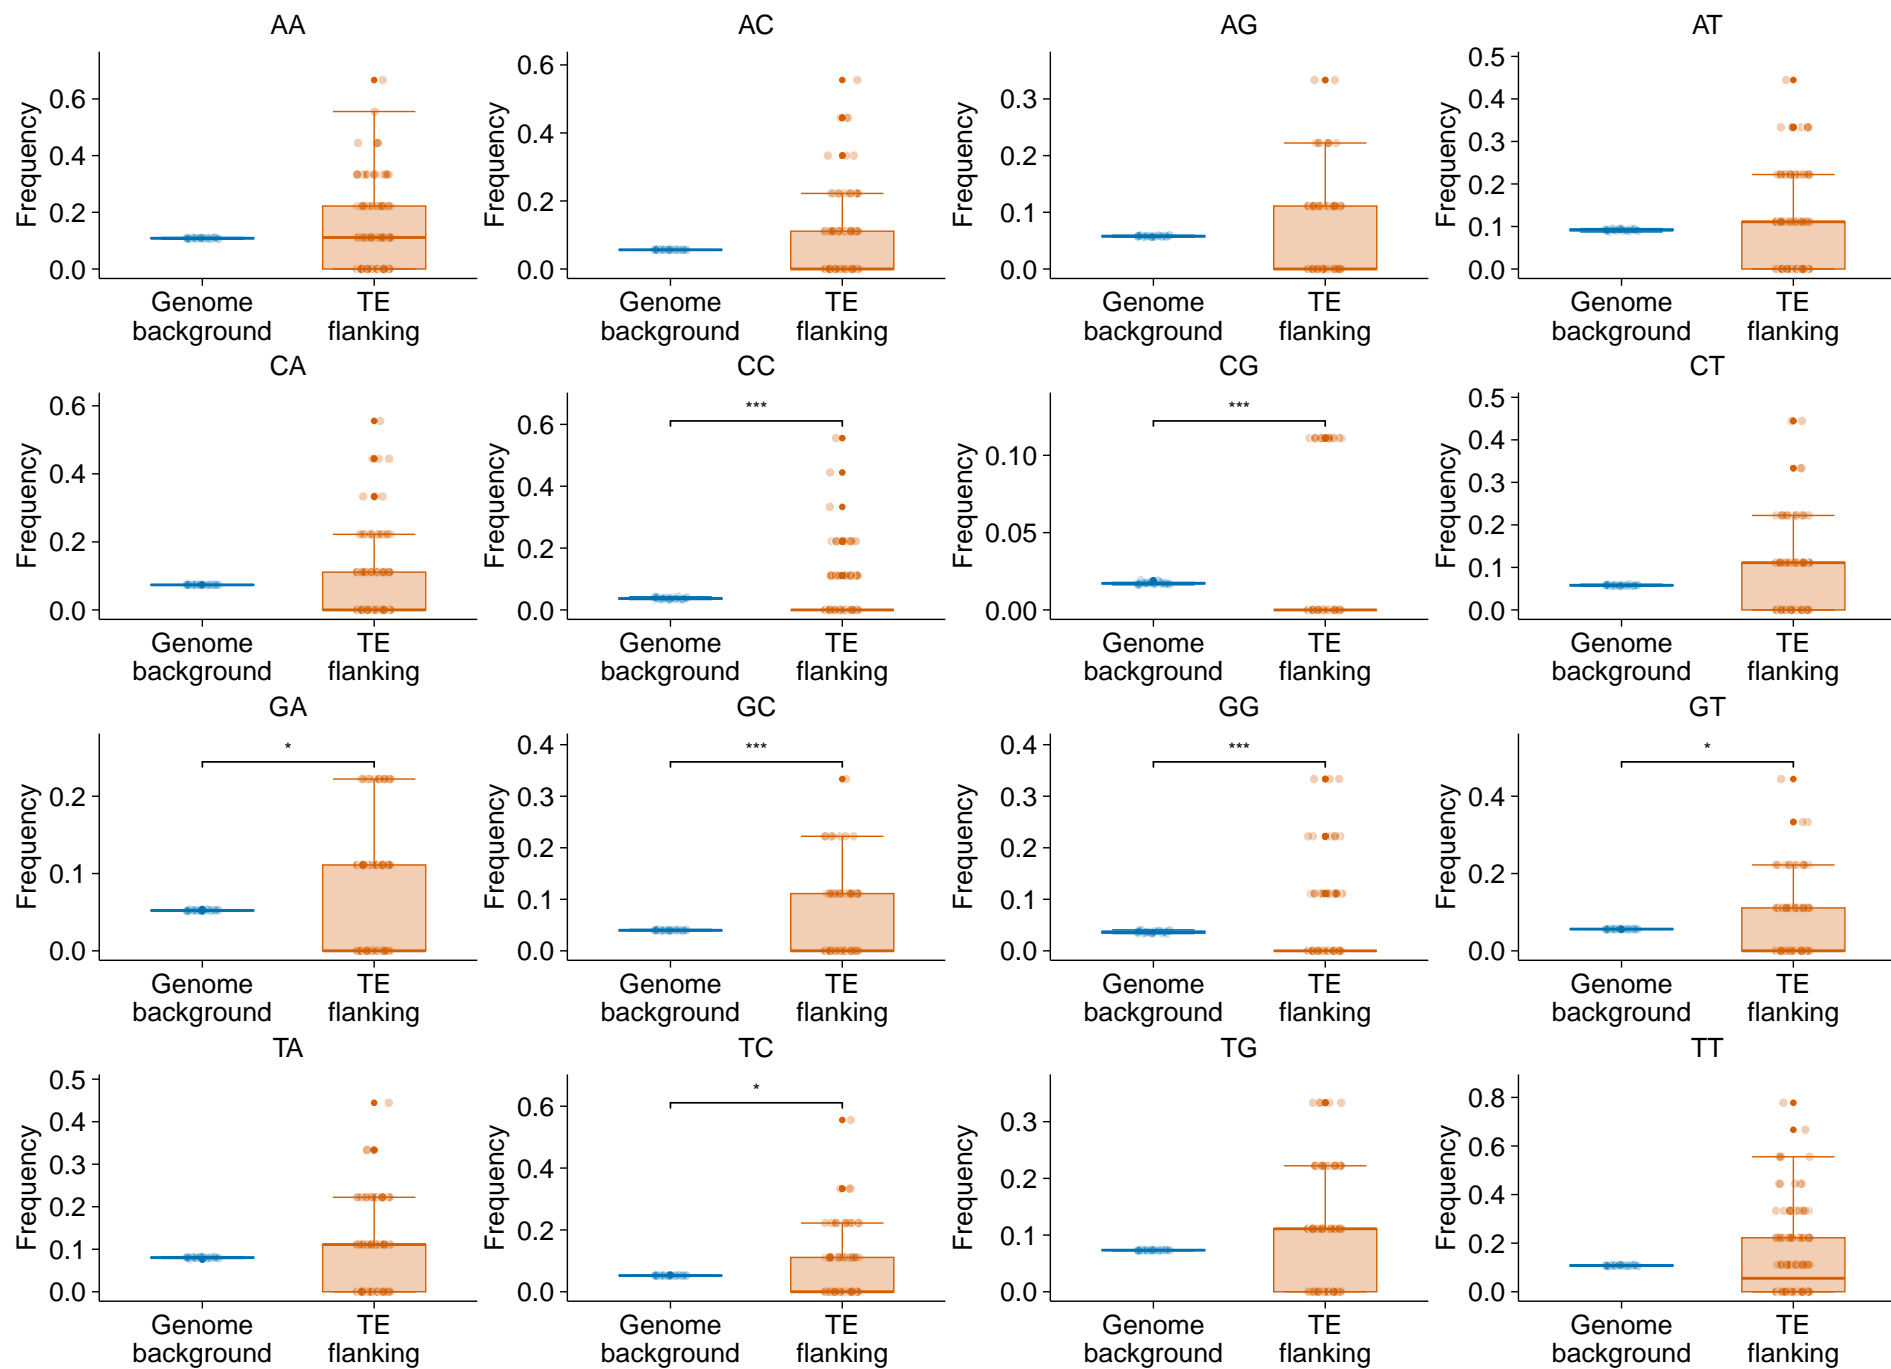 AA
AC
AG
AT
Frequency
0.6
0.4
0.2
0.0
Genome
background
TE
flanking
Frequency
0.6
0.4
0.2
0.0
Genome
background
TE
flanking
Frequency
0.3
0.2
0.1
0.0
Genome
background
TE
flanking
Frequency
0.5
0.4
0.3
0.2
0.1
0.0
Genome
background
TE
flanking
CA
CC
CG
CT
Frequency
0.6
0.4
0.2
0.0
Genome
background
TE
flanking
Frequency
0.6
0.4
0.2
0.0
***
Genome
background
TE
flanking
Frequency
0.10
0.05
0.00
***
Genome
background
TE
flanking
Frequency
0.5
0.4
0.3
0.2
0.1
0.0
Genome
background
TE
flanking
GA
GC
GG
GT
Frequency
0.2
0.1
0.0
*
Genome
background
TE
flanking
Frequency
0.4
0.3
0.2
0.1
0.0
***
Genome
background
TE
flanking
Frequency
0.4
0.3
0.2
0.1
0.0
***
Genome
background
TE
flanking
Frequency
0.4
0.2
0.0
*
Genome
background
TE
flanking
TA
TC
TG
TT
Frequency
0.5
0.4
0.3
0.2
0.1
0.0
Genome
background
TE
flanking
Frequency
0.6
0.4
0.2
0.0
*
Genome
background
TE
flanking
Frequency
0.3
0.2
0.1
0.0
Genome
background
TE
flanking
Frequency
0.8
0.6
0.4
0.2
0.0
Genome
background
TE
flanking